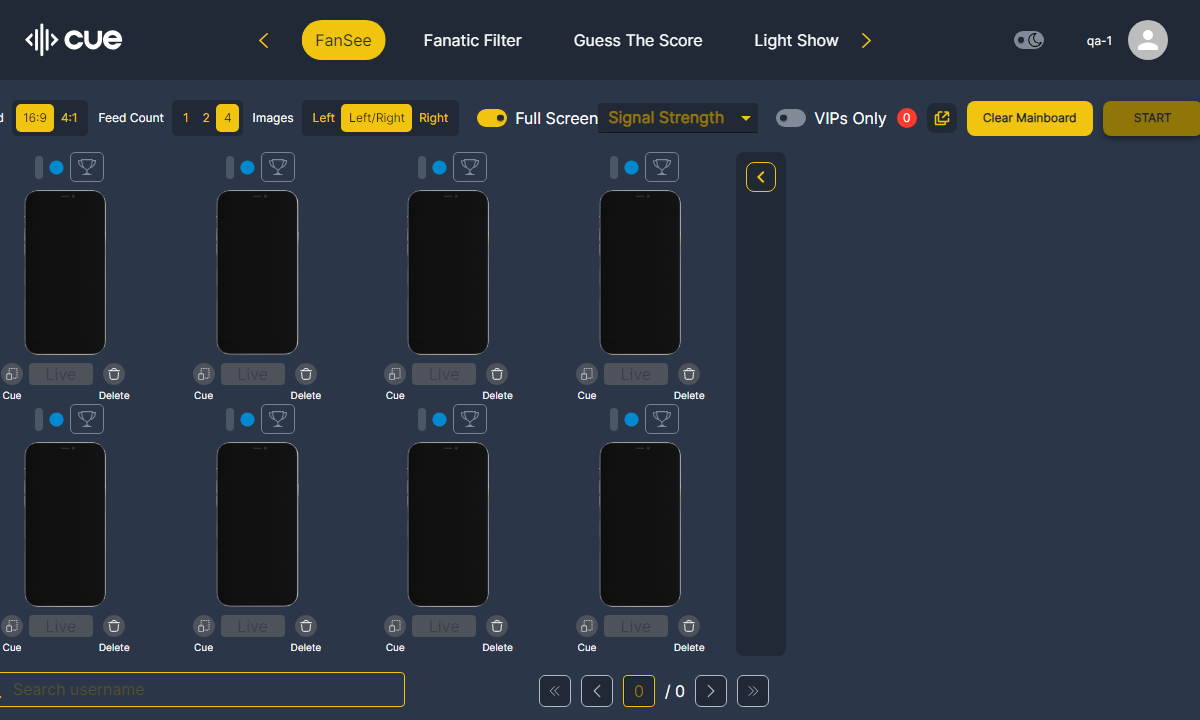 cue
FanSee
Fanatic Filter
Guess The Score
Light Show
qa-1
16:9
4:1
Feed Count
1
2
4
Images
Left
Left/Right
Right
Full Screen
Signal Strength
VIPs Only
0
Clear Mainboard
START
Live
Live
Live
Live
Cue
Delete
Cue
Delete
Cue
Delete
Cue
Delete
Live
Live
Live
Live
Cue
Delete
Cue
Delete
Cue
Delete
Cue
Delete
Search username
0
/ 0